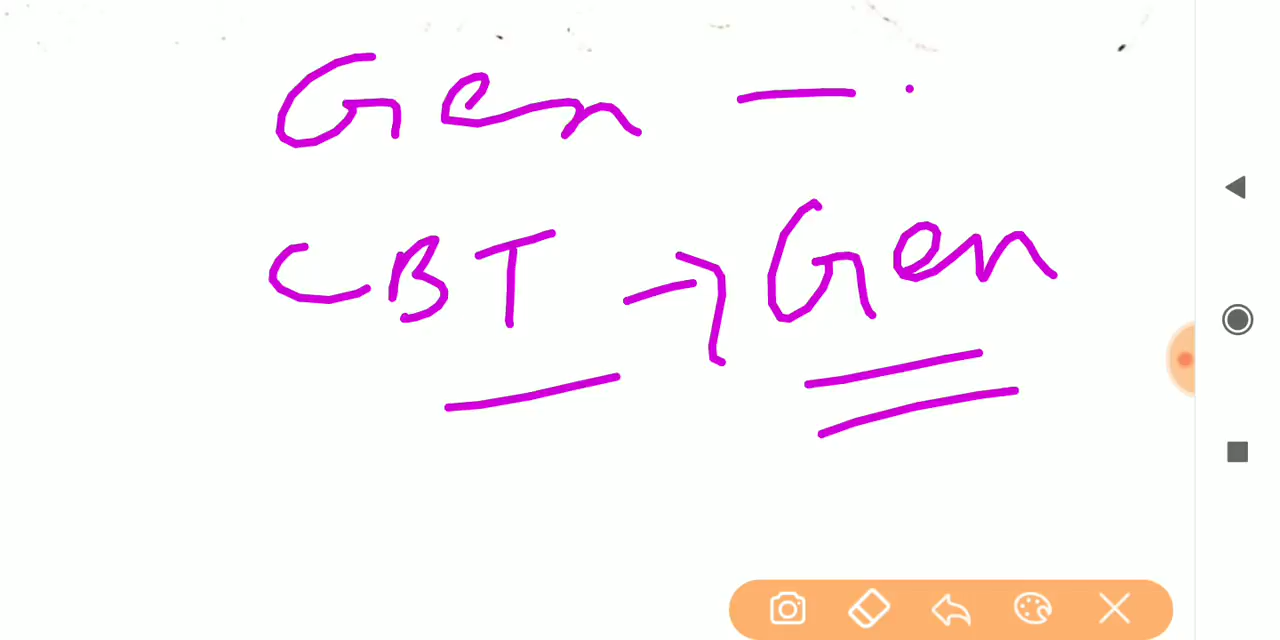 Gen — .
CBT → Gen